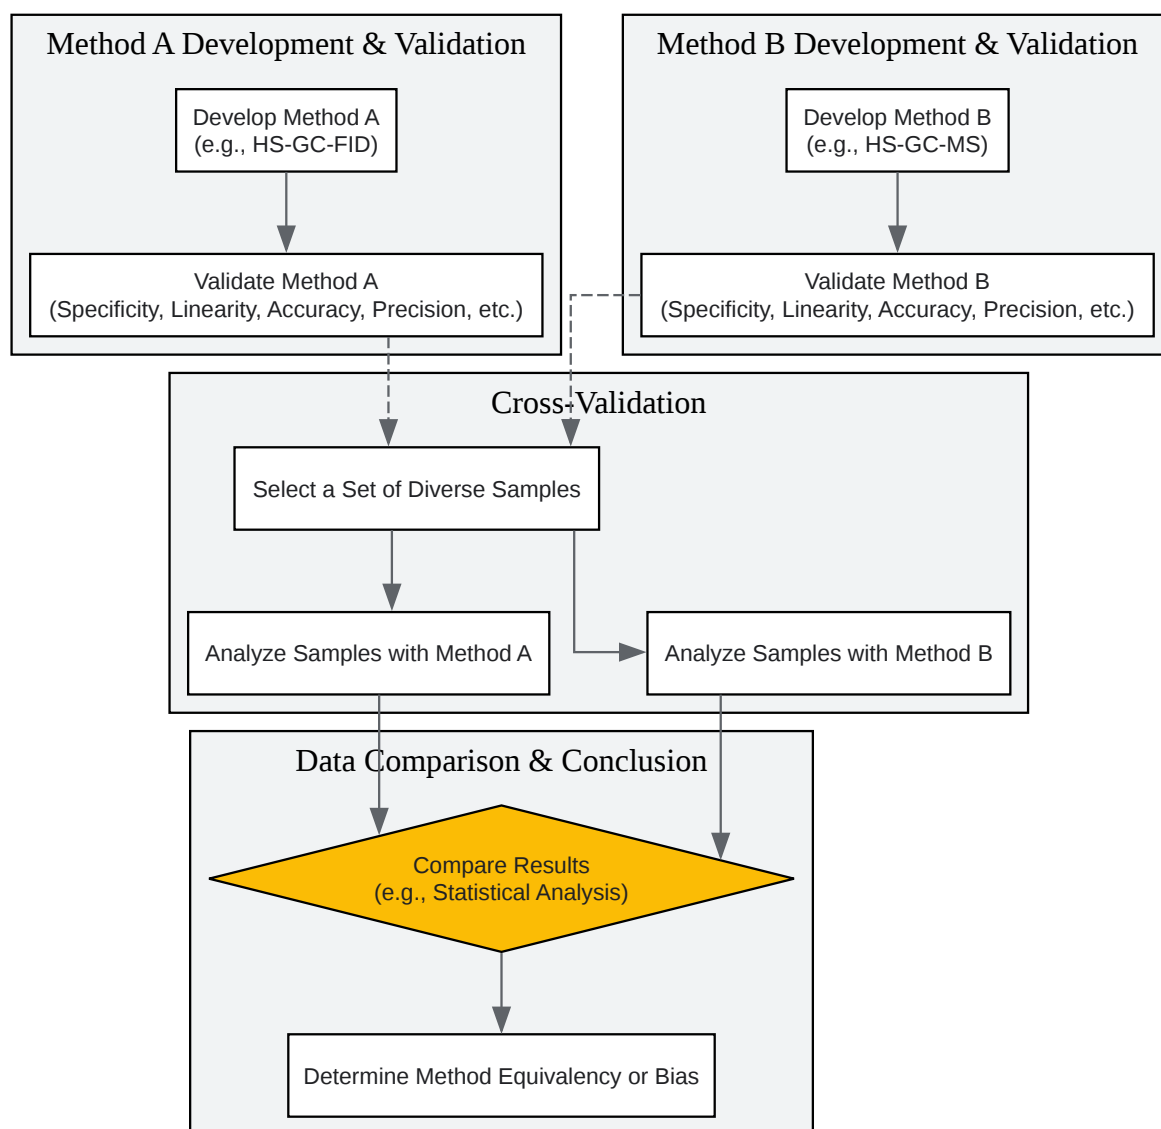 Method A Development & Validation
Develop Method A
(e.g., HS-GC-FID)
Validate Method A
(Specificity, Linearity, Accuracy, Precision, etc.)
Method B Development & Validation
Develop Method B
(e.g., HS-GC-MS)
Validate Method B
(Specificity, Linearity, Accuracy, Precision, etc.)
Cross-Validation
Select a Set of Diverse Samples
Analyze Samples with Method A
Analyze Samples with Method B
Data Comparison & Conclusion
Compare Results
(e.g., Statistical Analysis)
Determine Method Equivalency or Bias